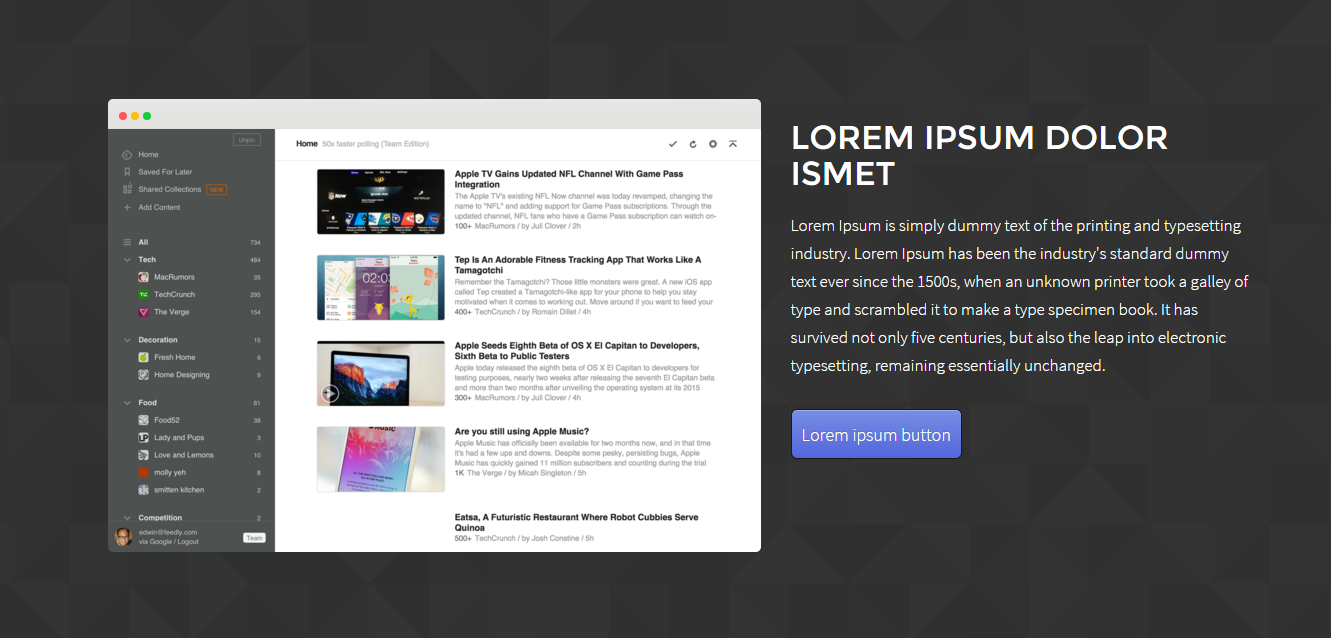 Unpin
Home
Saved For Later
Shared Collections NEW
Add Content
All 734
Tech 484
MacRumors 35
TechCrunch 295
The Verge 154
Decoration 15
Fresh Home 6
Home Designing 9
Food 61
Food52 38
Lady and Pups 3
Love and Lemons 10
molly yeh 8
smitten kitchen 2
Competition 2
edwin@feedly.com
via Google / Logout
Team
Home 50x faster polling (Team Edition)
Apple TV Gains Updated NFL Channel With Game Pass
Integration
The Apple TV's existing NFL Now channel was today revamped, changing the
name to "NFL" and adding support for Game Pass subscriptions. Through the
updated channel, NFL fans who have a Game Pass subscription can watch on-
100+ MacRumors / by Juli Clover / 2h
Tep Is An Adorable Fitness Tracking App That Works Like A
Tamagotchi
Remember the Tamagotchi? Those little monsters were great. A new iOS app
called Tep created a Tamagotchi-like app for your phone to help you stay
motivated when it comes to working out. Move around if you want to feed your
400+ TechCrunch / by Romain Dillet / 4h
Apple Seeds Eighth Beta of OS X El Capitan to Developers,
Sixth Beta to Public Testers
Apple today released the eighth beta of OS X El Capitan to developers for
testing purposes, nearly two weeks after releasing the seventh El Capitan beta
and more than two months after unveiling the operating system at its 2015
300+ MacRumors / by Juli Clover / 4h
Are you still using Apple Music?
Apple Music has officially been available for two months now, and in that time
it's had a few ups and downs. Despite some pesky, persisting bugs, Apple
Music has quickly gained 11 million subscribers and counting during the trial
1K The Verge / by Micah Singleton / 5h
Eatsa, A Futuristic Restaurant Where Robot Cubbies Serve
Quinoa
500+ TechCrunch / by Josh Constine / 5h
LOREM IPSUM DOLOR
ISMET
Lorem Ipsum is simply dummy text of the printing and typesetting
industry. Lorem Ipsum has been the industry's standard dummy
text ever since the 1500s, when an unknown printer took a galley of
type and scrambled it to make a type specimen book. It has
survived not only five centuries, but also the leap into electronic
typesetting, remaining essentially unchanged.
Lorem ipsum button